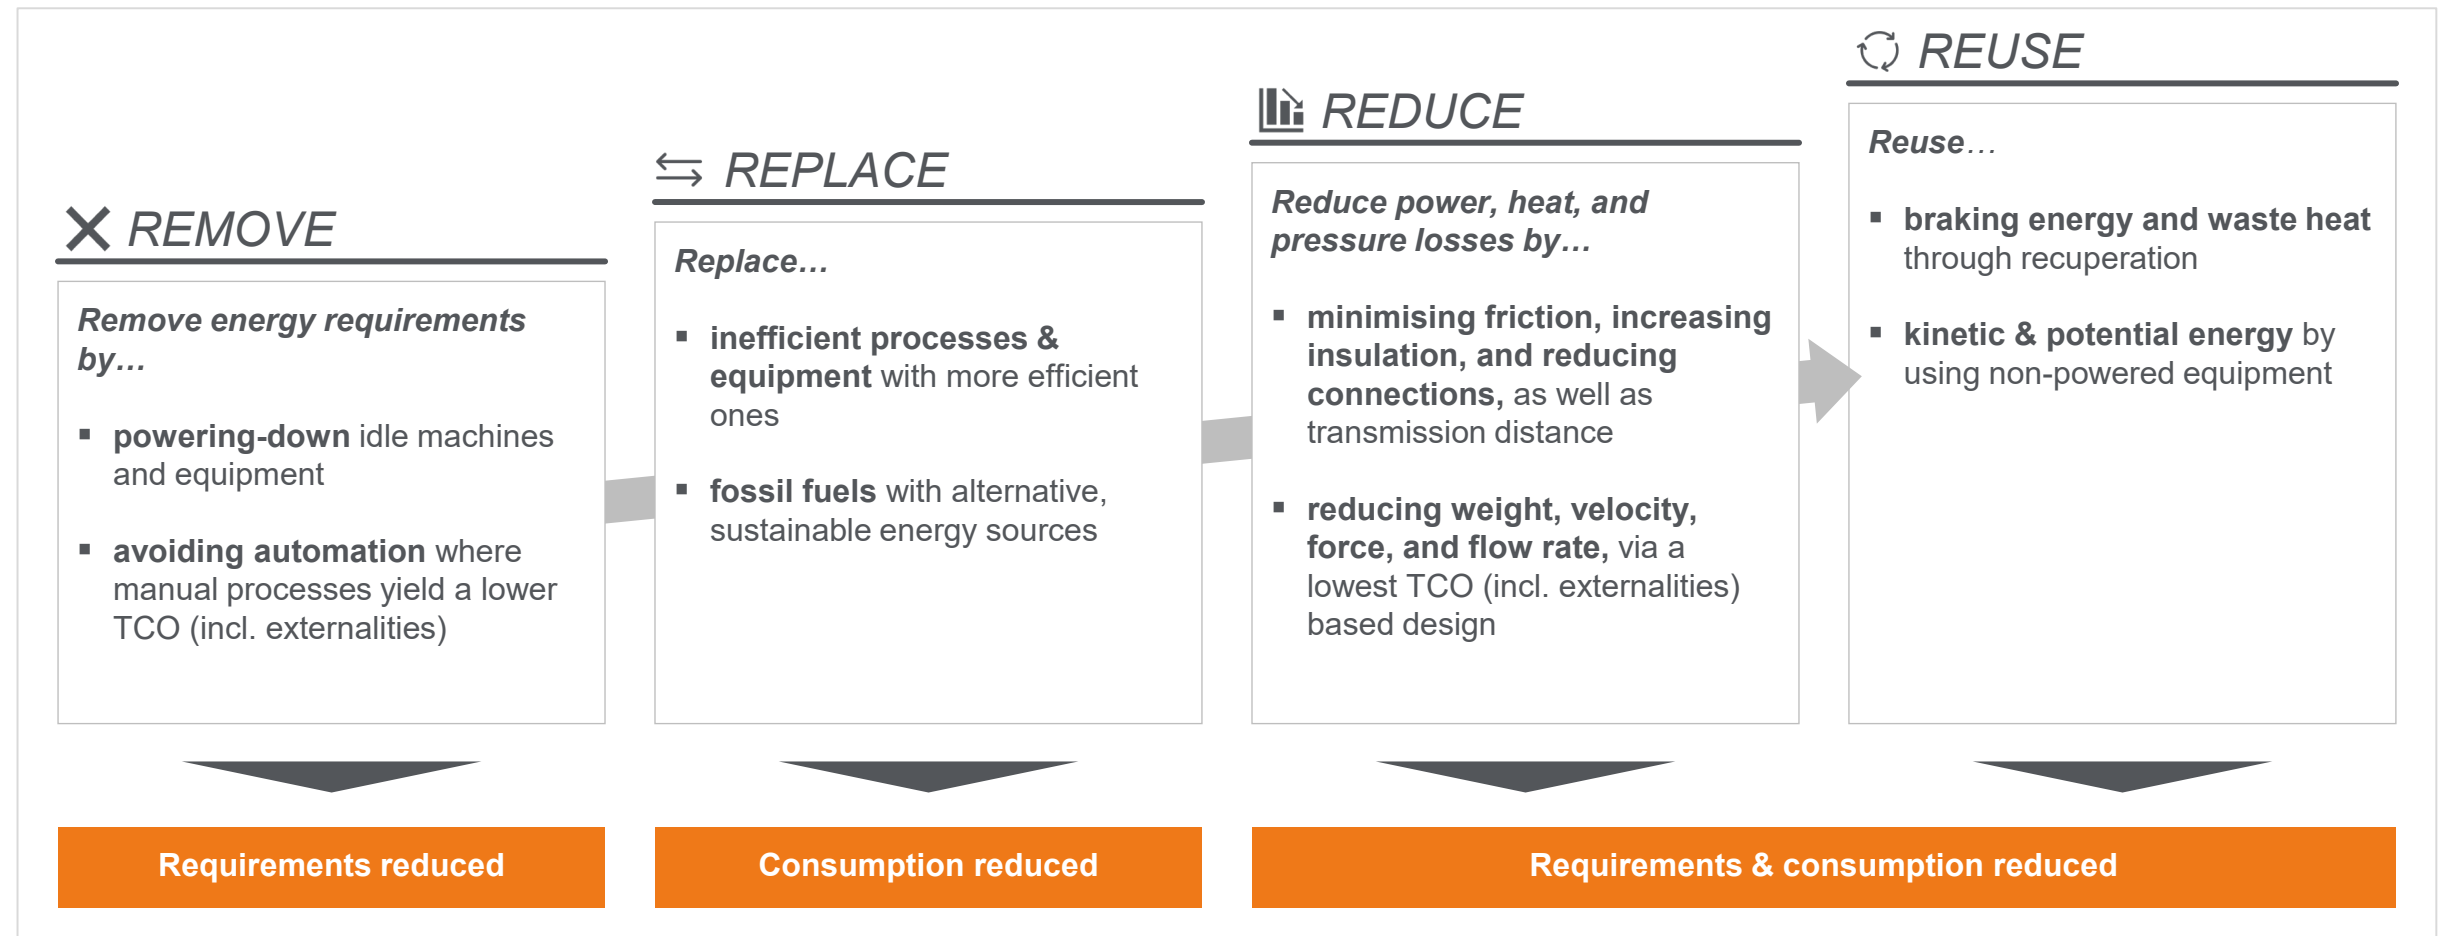 REMOVE
Remove energy requirements
by…
▪ powering-down idle machines
and equipment
▪ avoiding automation where
manual processes yield a lower
TCO (incl. externalities)
Requirements reduced
REPLACE
Replace…
▪ inefficient processes &
equipment with more efficient
ones
▪ fossil fuels with alternative,
sustainable energy sources
Consumption reduced
REDUCE
Reduce power, heat, and
pressure losses by…
▪ minimising friction, increasing
insulation, and reducing
connections, as well as
transmission distance
▪ reducing weight, velocity,
force, and flow rate, via a
lowest TCO (incl. externalities)
based design
REUSE
Reuse…
▪ braking energy and waste heat
through recuperation
▪ kinetic & potential energy by
using non-powered equipment
Requirements & consumption reduced